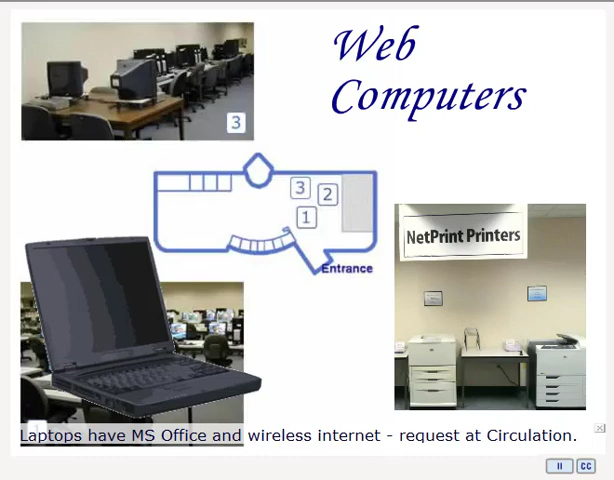 Web
Computers
3
3
2
1
Entrance
NetPrint Printers
1
Laptops have MS Office and wireless internet - request at Circulation.
CC